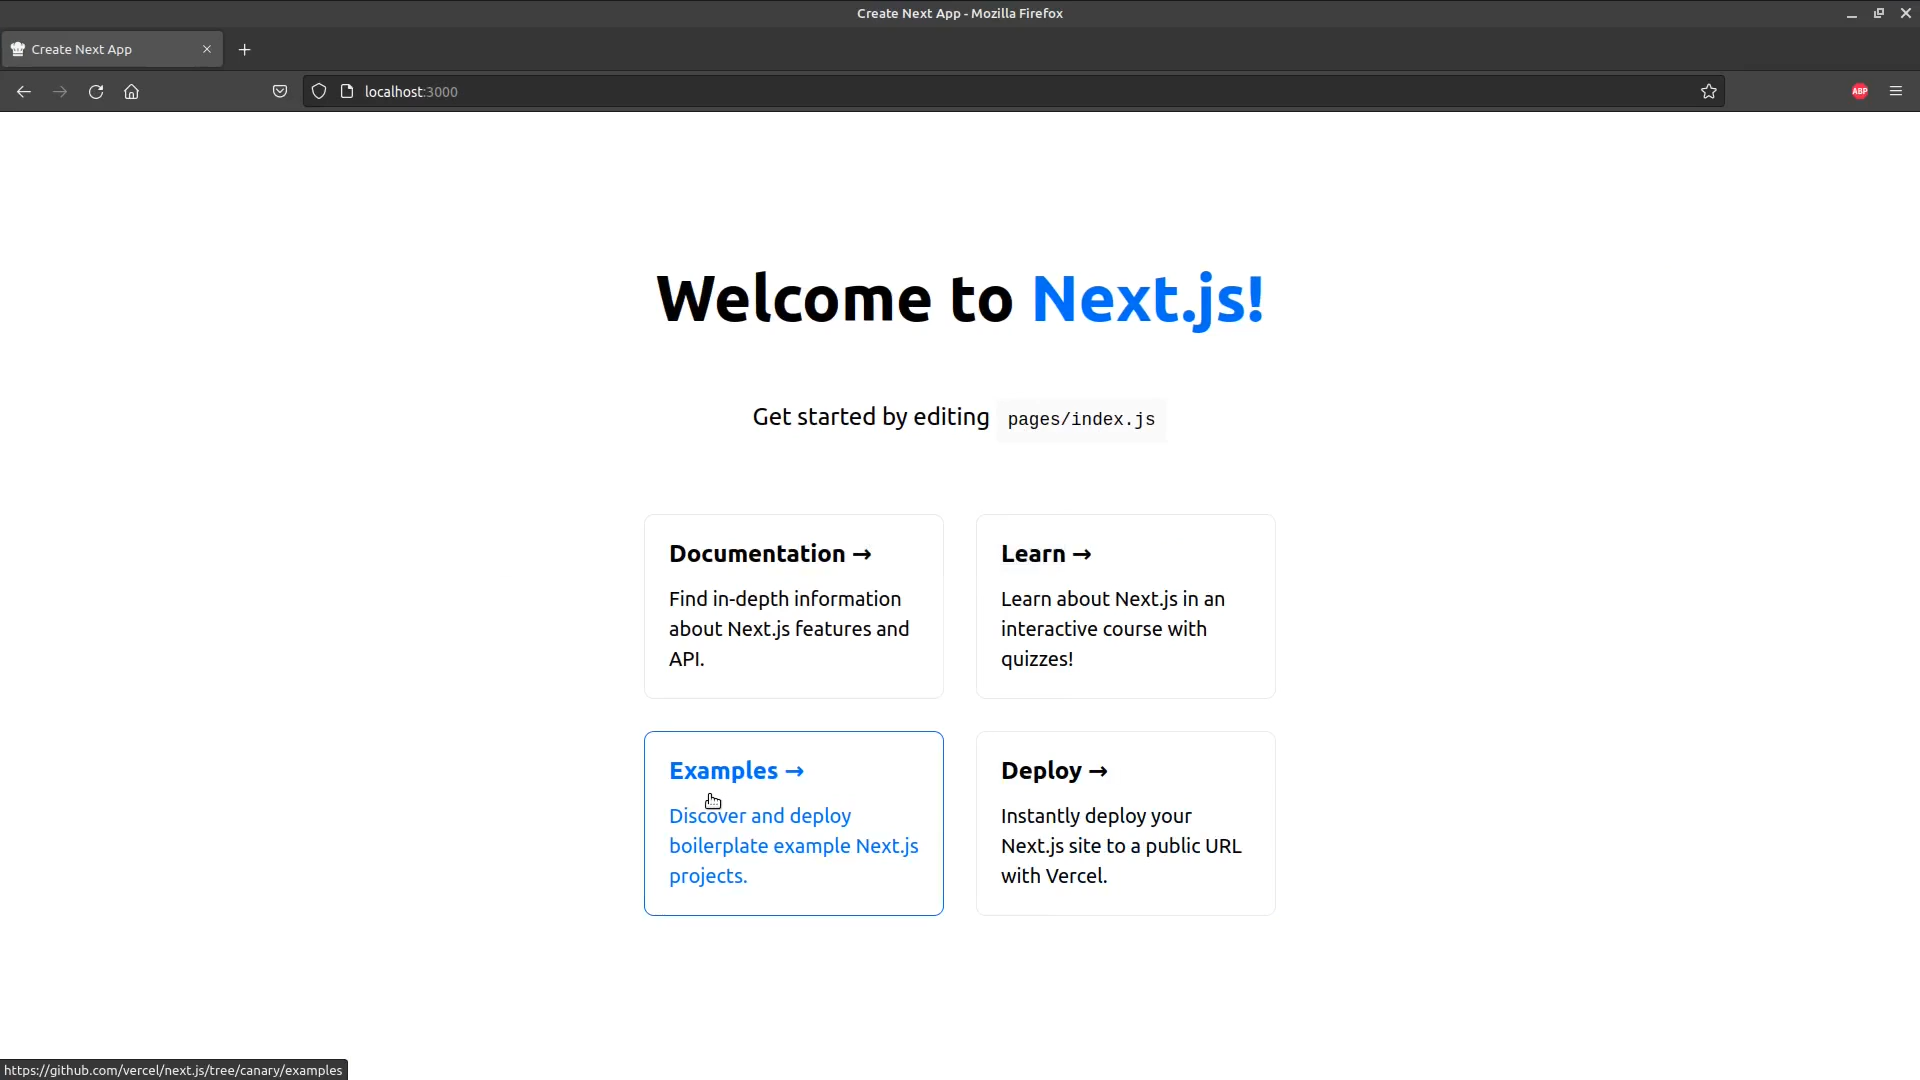 Create Next App - Mozilla Firefox
Create Next App
localhost:3000
ABP
Welcome to Next.js!
Get started by editing pages/index.js
Documentation →
Find in-depth information
about Next.js features and
API.
Learn →
Learn about Next.js in an
interactive course with
quizzes!
Examples →
Discover and deploy
boilerplate example Next.js
projects.
Deploy →
Instantly deploy your
Next.js site to a public URL
with Vercel.
https://github.com/vercel/next.js/tree/canary/examples